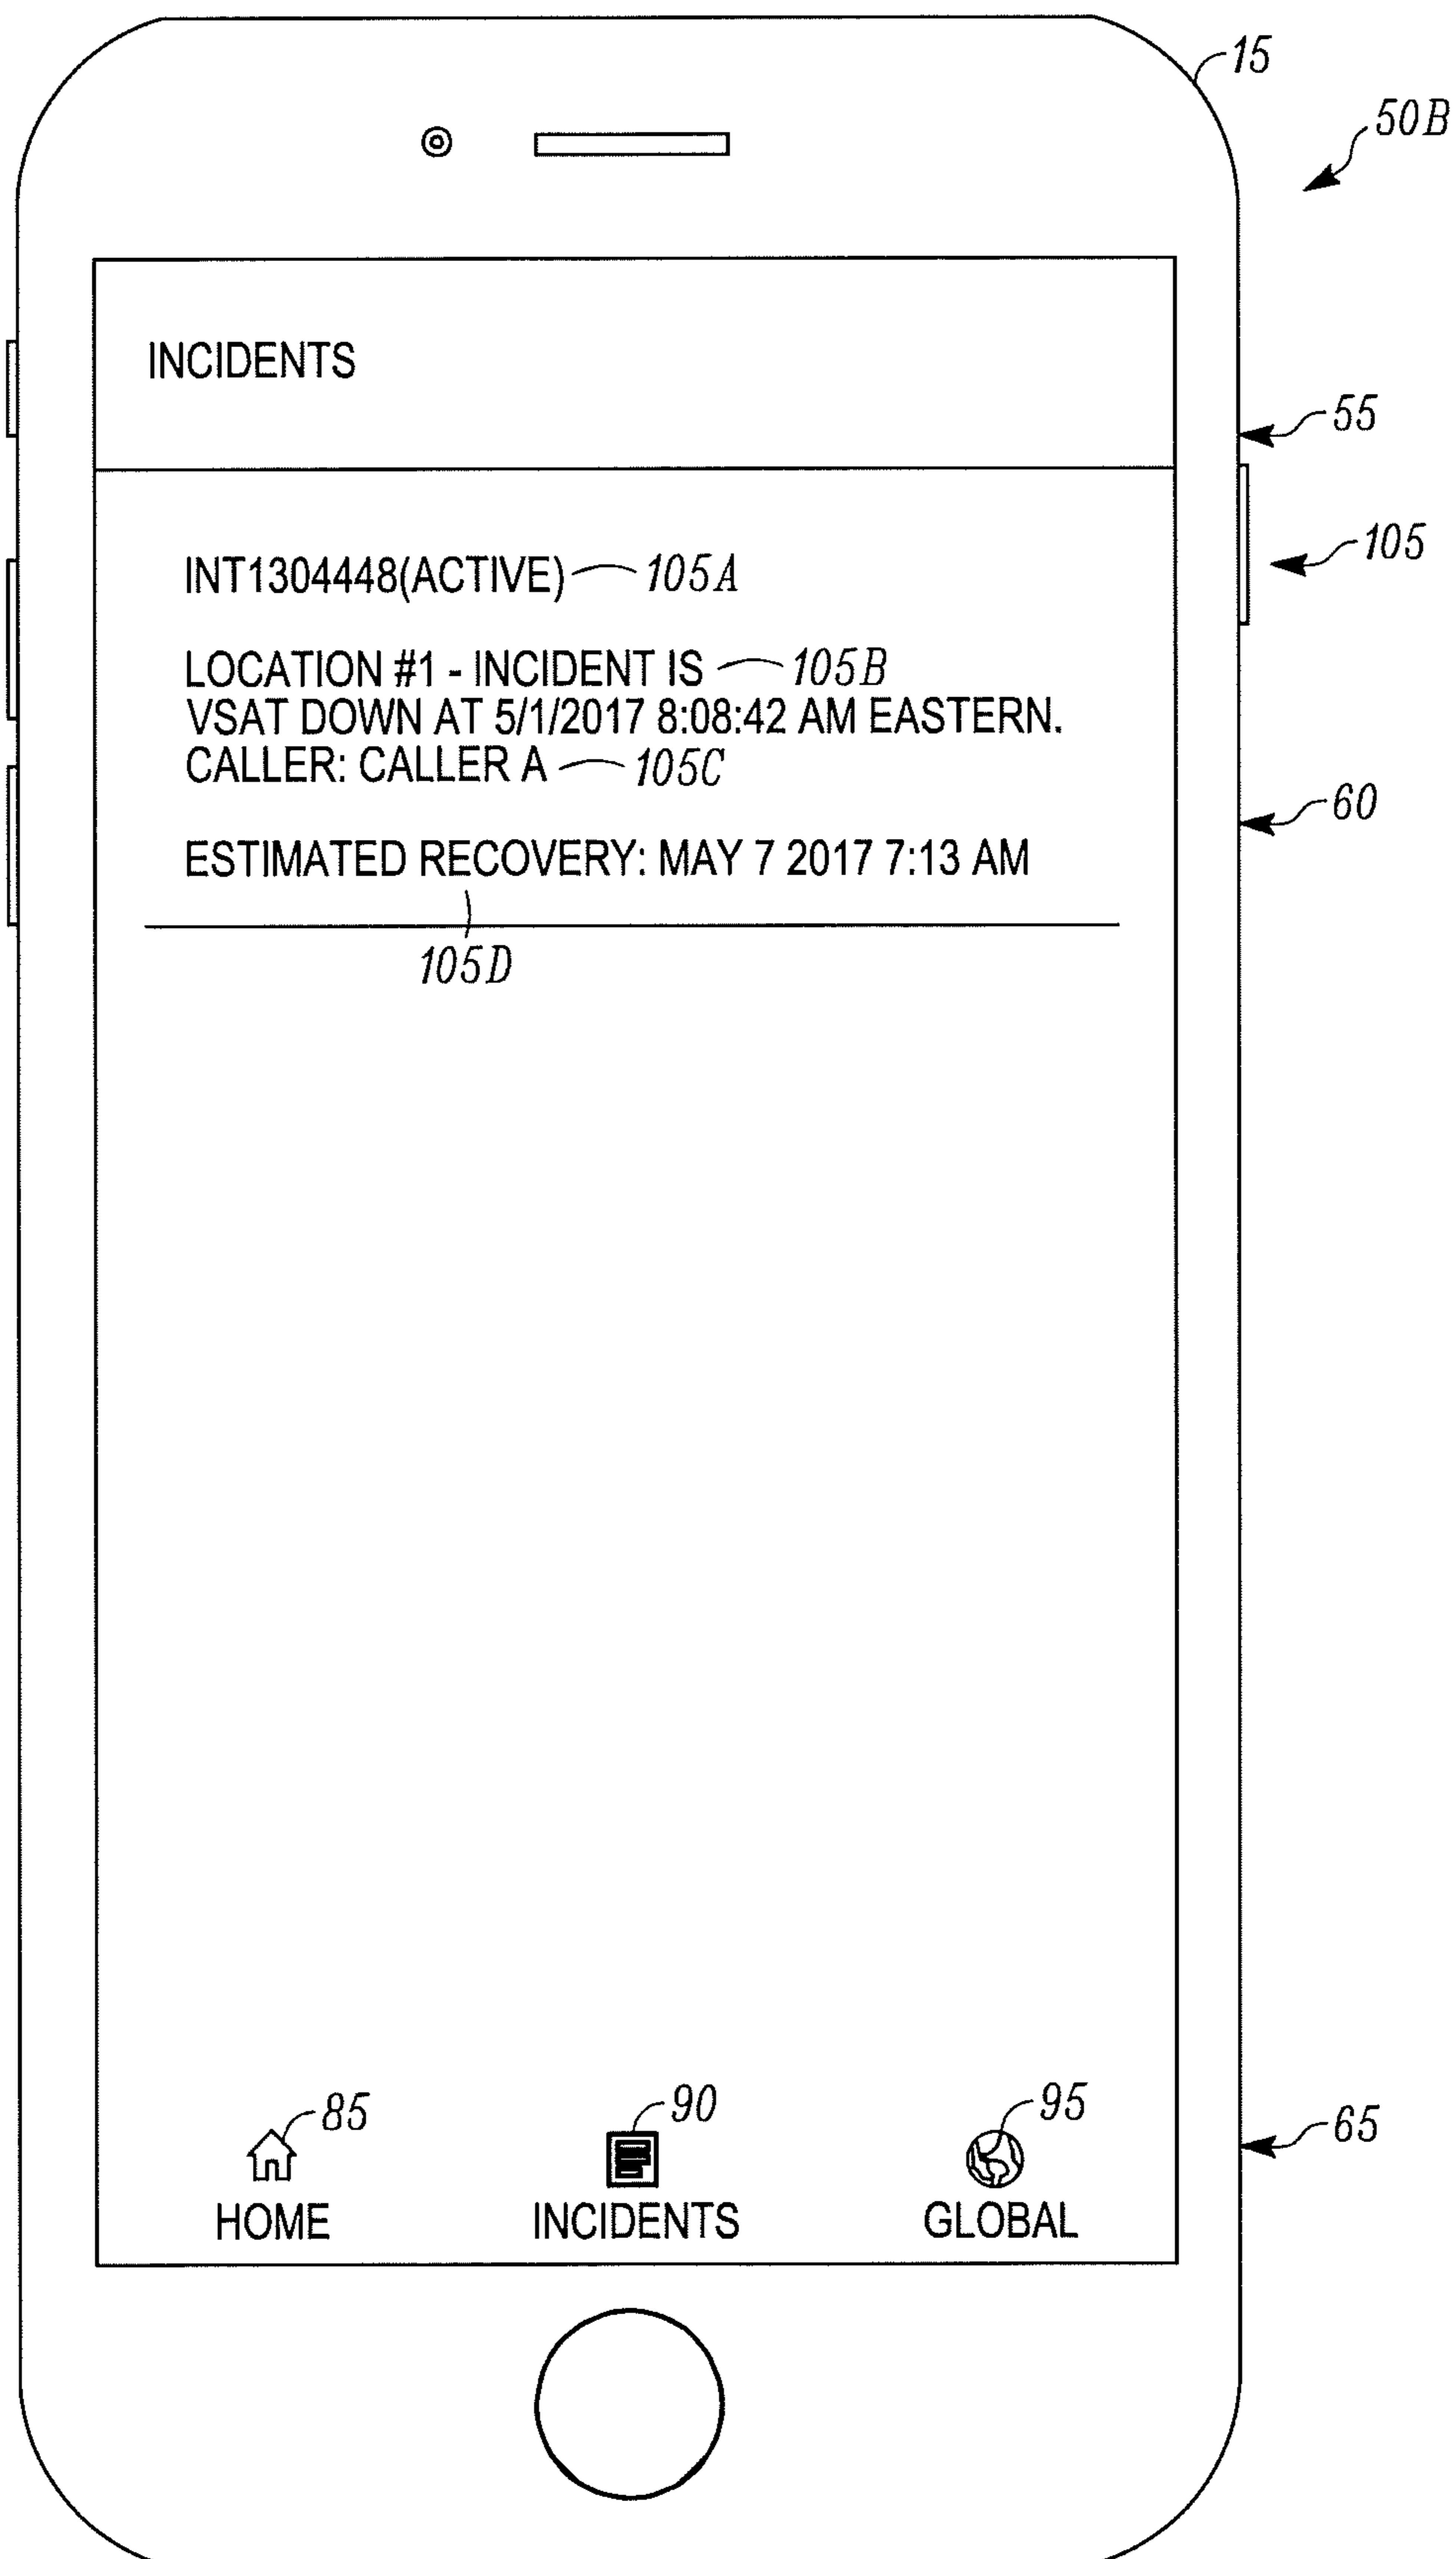 15
50B
INCIDENTS
55
INT1304448(ACTIVE) 105A
105
LOCATION #1 - INCIDENT IS 105B
VSAT DOWN AT 5/1/2017 8:08:42 AM EASTERN.
CALLER: CALLER A 105C
60
ESTIMATED RECOVERY: MAY 7 2017 7:13 AM
105D
85 90 95
65
HOME INCIDENTS GLOBAL